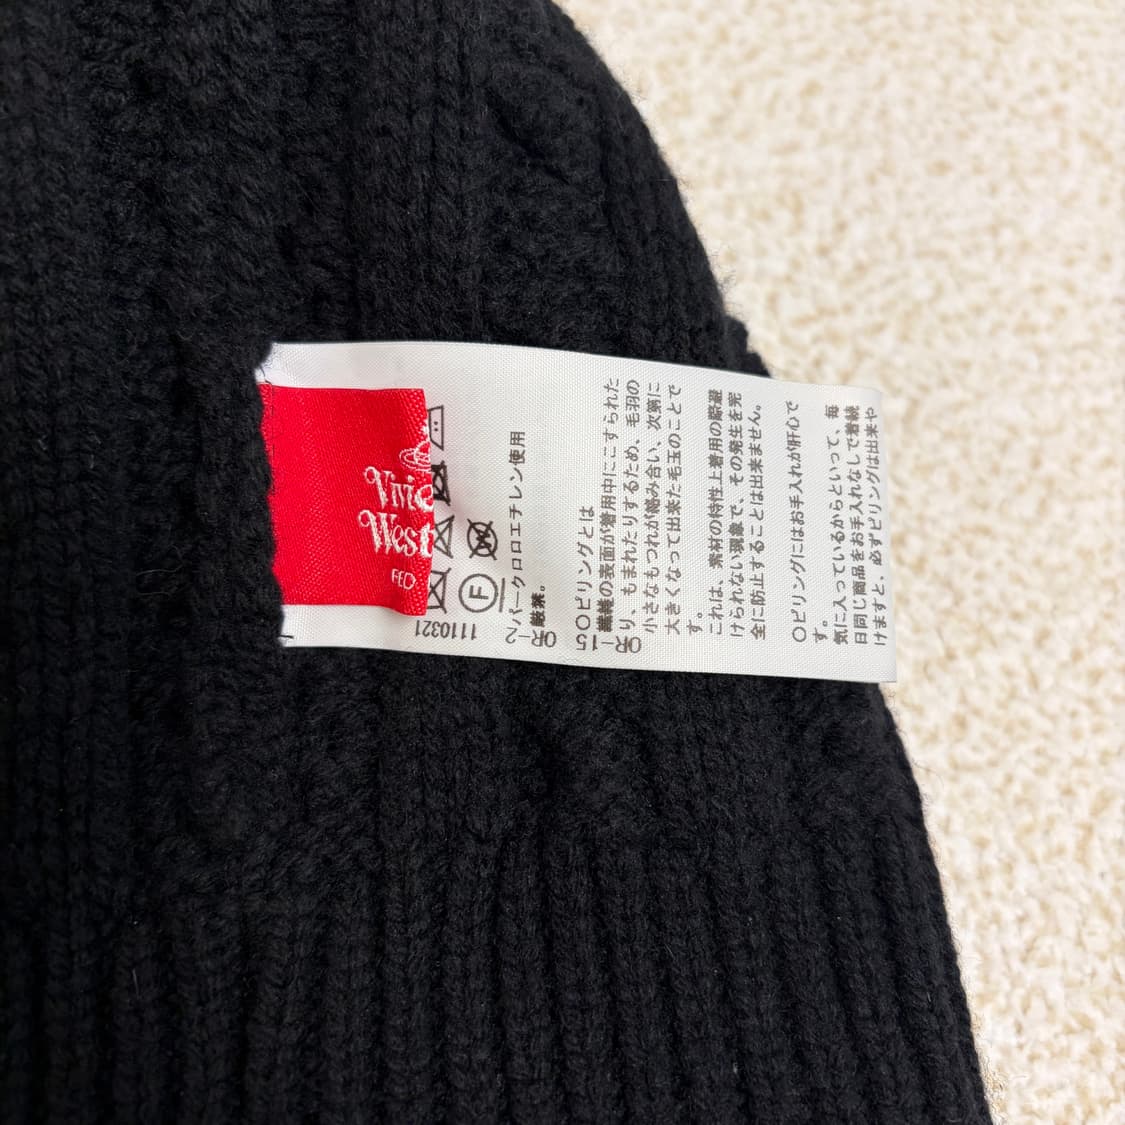 Vivie
West
RED
1110321
OR-2
パークロロエチレン使用
厳禁。
OR-15
〇ピリングとは
繊維の表面が着用中にこすられた
り、もまれたりするため、毛羽の
小さなもつれが絡み合い、次第に
大きくなって出来た毛玉のことで
す。
これは、素材の特性上着用の際避
けられない現象で、その発生を完
全に防止することは出来ません。
〇ピリングにはお手入れが肝心で
す。
気に入っているからといって、毎
日同じ商品をお手入れなしで着続
けますと、必ずピリングは出来や